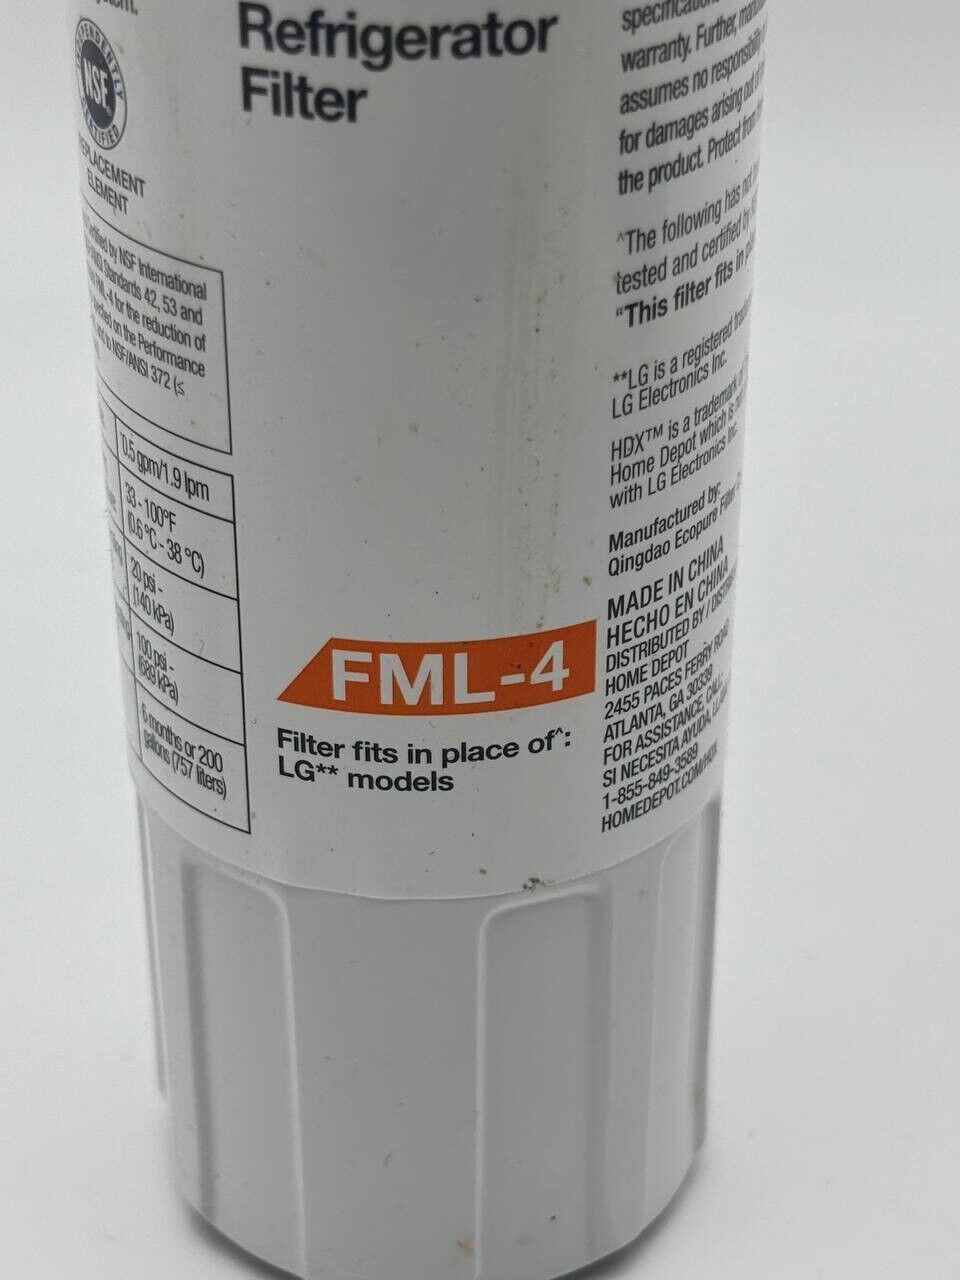 Refrigerator
Filter
INDEPENDENTLY
NSF®
CERTIFIED
ELEMENT
by NSF International
Standards 42, 53 and
FML-4 for the reduction of
on the Performance
to NSF/ANSI 372 (≤
0.5 gpm/1.9 lpm
33 - 100°F
(0.6 °C - 38 °C)
20 psi -
(140 kPa)
100 psi -
(689 kPa)
6 months or 200
gallons (757 liters)
FML-4
Filter fits in place of^:
LG** models
warranty. Further,
assumes no responsibility
for damages arising out
the product. Protect from
^The following has not
tested and certified by
“This filter fits in
**LG is a registered
LG Electronics Inc.
HDX™ is a trademark
Home Depot which is
with LG Electronics Inc.
Manufactured by:
Qingdao Ecopure Filter
MADE IN CHINA
HECHO EN CHINA
DISTRIBUTED BY /
HOME DEPOT
2455 PACES FERRY ROAD
ATLANTA, GA 30339
FOR ASSISTANCE, CALL:
SI NECESITA AYUDA,
1-855-849-3589
HOMEDEPOT.COM/HDX